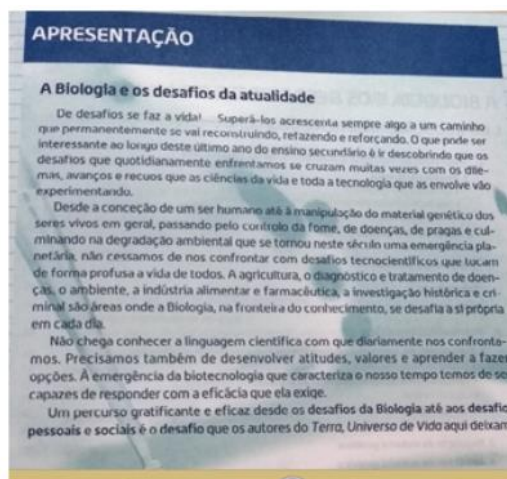 APRESENTAÇÃO
A Biologia e os desafios da atualidade
De desafios se faz a vida! Superá-los acrescenta sempre algo a um caminho
que permanentemente se vai reconstruindo, refazendo e reforçando. O que pode ser
interessante ao longo deste último ano do ensino secundário é ir descobrindo que os
desafios que quotidianamente enfrentamos se cruzam muitas vezes com os dile-
mas, avanços e recuos que as ciências da vida e toda a tecnologia que as envolve vão
experimentando.
Desde a conceção de um ser humano até à manipulação do material genético dos
seres vivos em geral, passando pelo controlo da fome, de doenças, de pragas e cul-
minando na degradação ambiental que se tornou neste século uma emergência pla-
netária, não cessamos de nos confrontar com desafios tecnocientíficos que tocam
de forma profusa a vida de todos. A agricultura, o diagnóstico e tratamento de doen-
ças, o ambiente, a indústria alimentar e farmacêutica, a investigação histórica e cri-
minal são áreas onde a Biologia, na fronteira do conhecimento, se desafia a si própria
em cada dia.
Não chega conhecer a linguagem científica com que diariamente nos confronta-
mos. Precisamos também de desenvolver atitudes, valores e aprender a fazer
opções. À emergência da biotecnologia que caracteriza o nosso tempo temos de se
capazes de responder com a eficácia que ela exige.
Um percurso gratificante e eficaz desde os desafios da Biologia até aos desafio
pessoais e sociais é o desafio que os autores do Terra, Universo de Vida aqui deixam